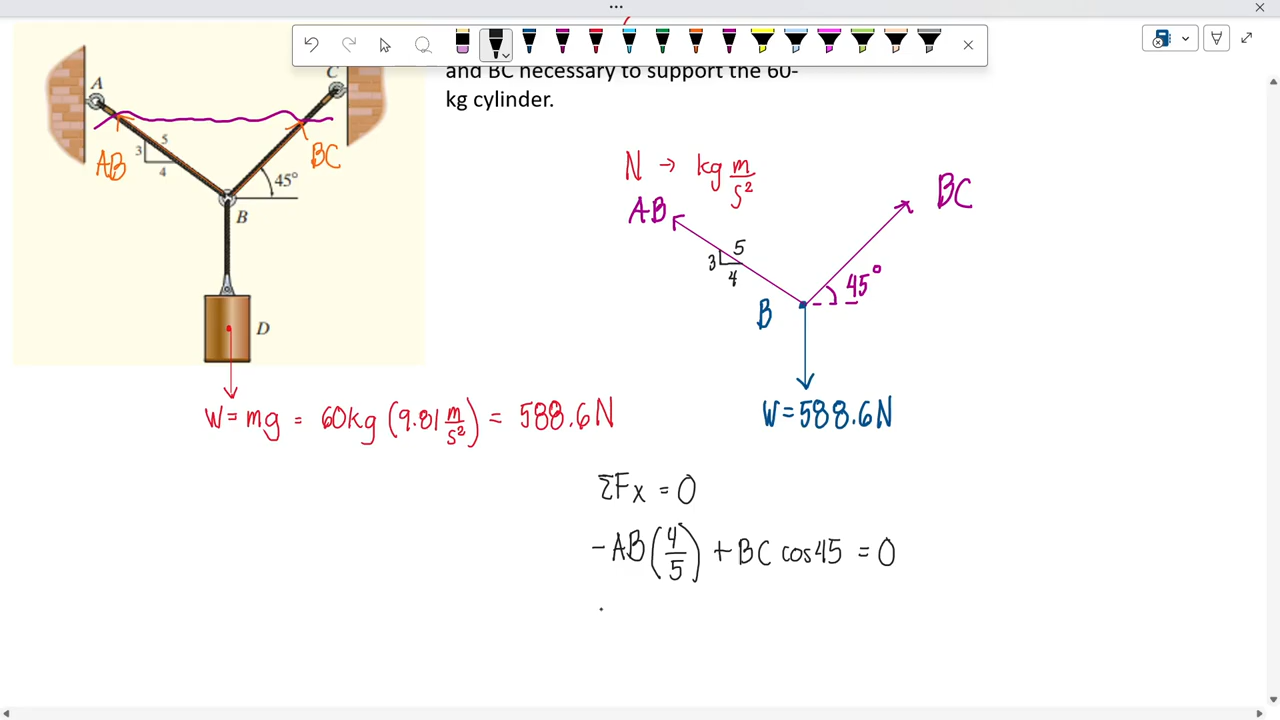 and BC necessary to support the 60-
kg cylinder.
A
C
AB
3
5
4
BC
45°
B
D
W = mg = 60kg (9.81 m/s²) = 588.6 N
N → kg m/s²
AB
BC
3
5
4
45°
B
W = 588.6 N
ΣFx = 0
- AB (4/5) + BC cos45 = 0